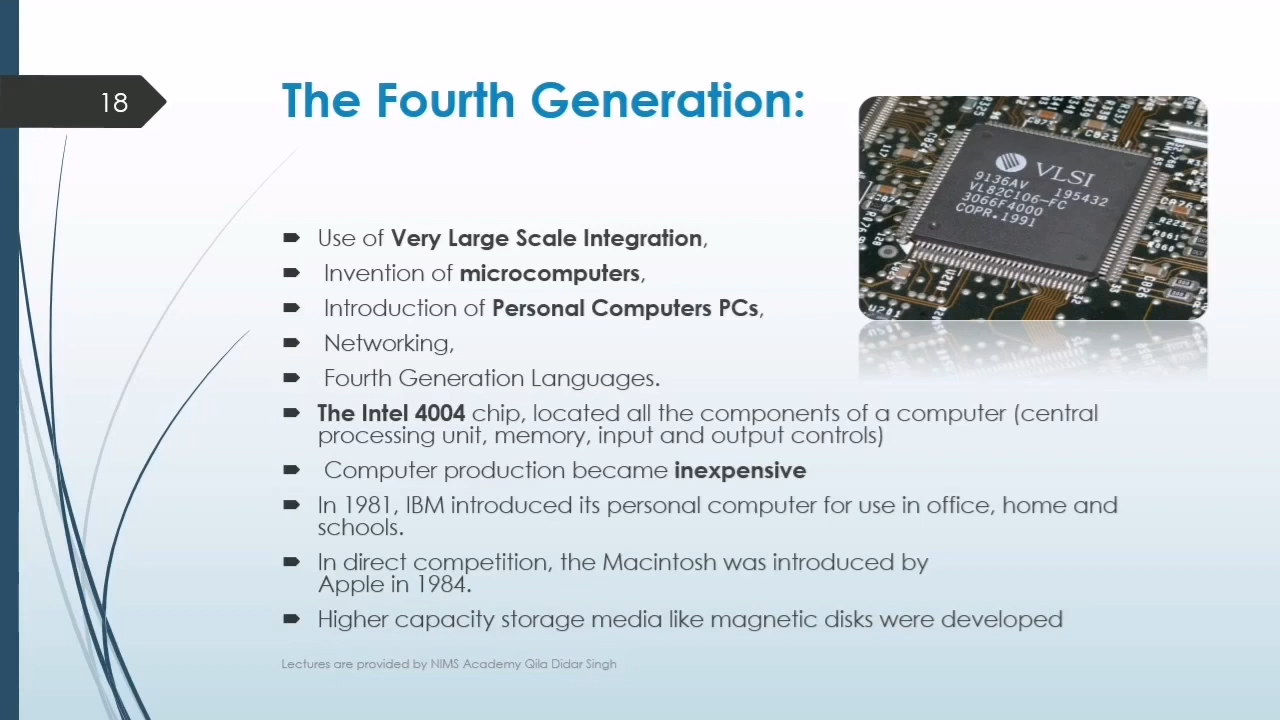 18
The Fourth Generation:
VLSI
9136AV 195432
VL82C106-FC
3066F4000
COPR.1991
Use of Very Large Scale Integration,
Invention of microcomputers,
Introduction of Personal Computers PCs,
Networking,
Fourth Generation Languages.
The Intel 4004 chip, located all the components of a computer (central
processing unit, memory, input and output controls)
Computer production became inexpensive
In 1981, IBM introduced its personal computer for use in office, home and
schools.
In direct competition, the Macintosh was introduced by
Apple in 1984.
Higher capacity storage media like magnetic disks were developed
Lectures are provided by NIMS Academy Qila Didar Singh